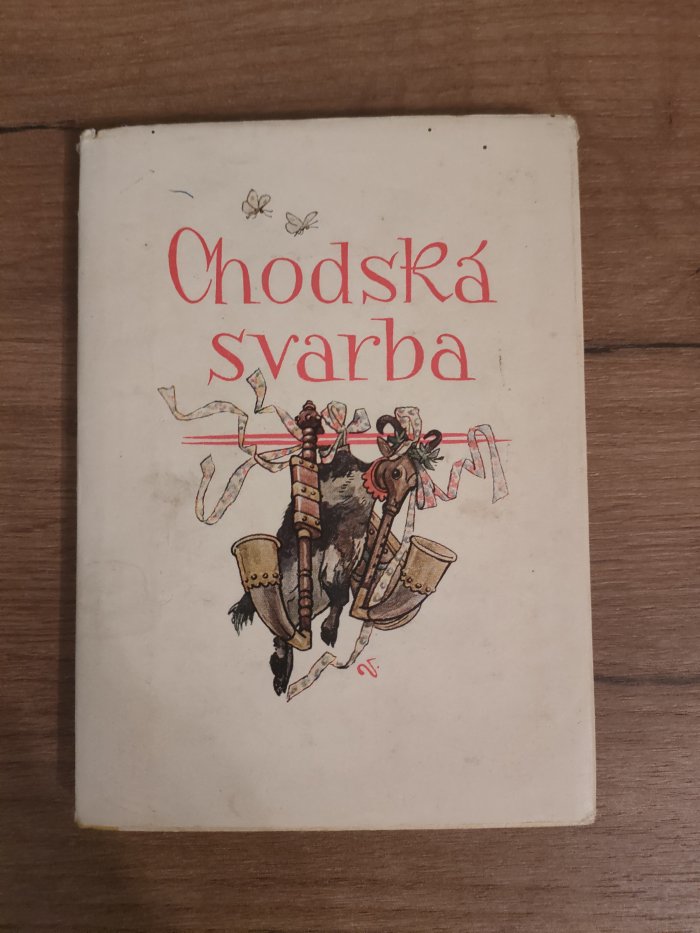 Chodská
svarba
V.